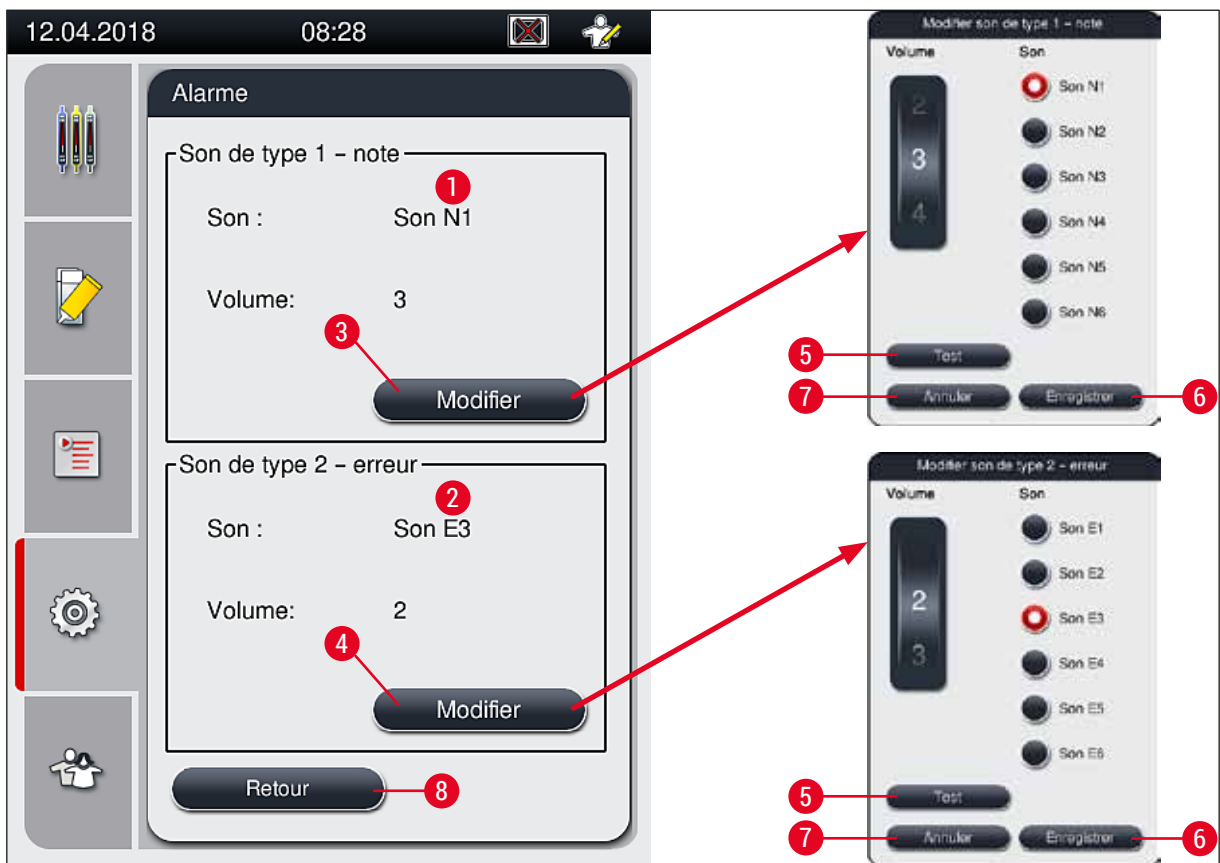 12.04.2018 08:28
Alarme
Son de type 1 – note
1
Son : Son N1
Volume: 3
3
Modifier
Son de type 2 – erreur
2
Son : Son E3
Volume: 2
4
Modifier
Retour
8
Modifier son de type 1 – note
Volume Son
2
3
4
Son N1
Son N2
Son N3
Son N4
Son N5
Son N6
5 Test
7 Annuler Enregistrer 6
Modifier son de type 2 – erreur
Volume Son
2
3
Son E1
Son E2
Son E3
Son E4
Son E5
Son E6
5 Test
7 Annuler Enregistrer 6